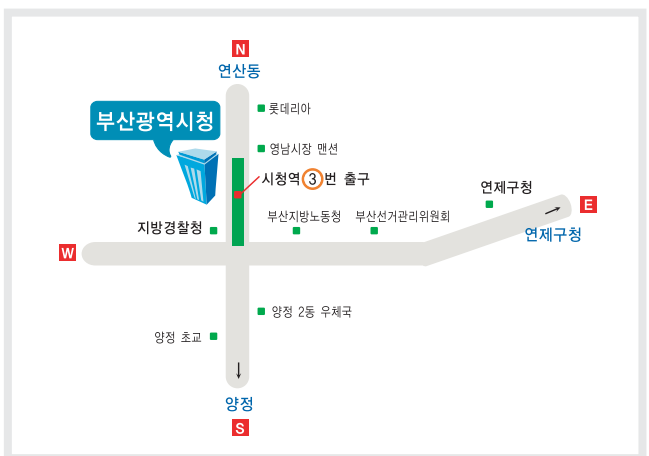 N
연산동
롯데리아
부산광역시청
영남시장 맨션
시청역 3번 출구
연제구청
부산지방노동청
부산선거관리위원회
E
지방경찰청
연제구청
W
양정 2동 우체국
양정 초교
양정
S